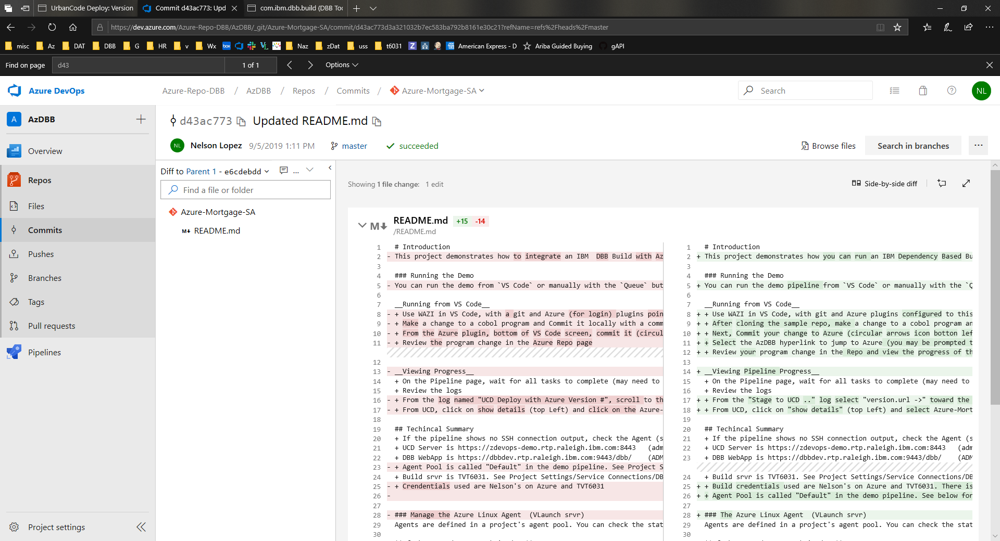 UrbanCode Deploy: Version
Commit d43ac773: Upd
com.ibm.dbb.build (DBB Too
https://dev.azure.com/Azure-Repo-DBB/AzDBB/_git/Azure-Mortgage-SA/commit/d43ac773d3a321032b7ec583ba792b8161e30c21?refName=refs%2Fheads%2Fmaster
misc Az DAT DBB G HR v Wx box Naz zDat uss t6031 Z American Express - D Ariba Guided Buying gAPI
Find on page d43 1 of 1 Options
Azure DevOps
Azure-Repo-DBB / AzDBB / Repos / Commits / Azure-Mortgage-SA
Search
NL
A AzDBB
Overview
Repos
Files
Commits
Pushes
Branches
Tags
Pull requests
Pipelines
Project settings
d43ac773 Updated README.md
NL Nelson Lopez 9/5/2019 1:11 PM master succeeded
Browse files Search in branches ...
Diff to Parent 1 - e6cdebdd ...
Find a file or folder
Azure-Mortgage-SA
M README.md
Showing 1 file change: 1 edit
Side-by-side diff
M README.md +15 -14
/README.md
1 # Introduction
2 - This project demonstrates how to integrate an IBM  DBB Build with Az
3
4 ### Running the Demo
5 - You can run the demo from `VS Code` or manually with the `Queue` but
6
7 __Running from VS Code__
8 - + Use WAZI in VS Code, with a git and Azure (for login) plugins poin
9 - + Make a change to a cobol program and Commit it locally with a comm
10 - + From the Azure plugin, bottom of VS Code screen, commit it (circul
11 - + Review the program change in the Azure Repo page
12
13 - __Viewing Progress__
14 + On the Pipeline page, wait for all tasks to complete (may need to
15 + Review the logs
16 - + From the log named "UCD Deploy with Azure Version #", scroll to th
17 - + From UCD, click on show details (top Left) and click on the Azure-
18
19 ## Techincal Summary
20 + If the pipeline shows no SSH connection output, check the Agent (s
21 + UCD Server is https://zdevops-demo.rtp.raleigh.ibm.com:8443   (adm
22 + DBB WebApp is https://dbbdev.rtp.raleigh.ibm.com:9443/dbb/    (ADM
23 - + Agent Pool is called "Default" in the demo pipeline. See Project S
24 + Build srvr is TVT6031. See Project Settings/Service Connections/DB
25 - + Crendentials used are Nelson's on Azure and TVT6031
26 -
27
28 - ### Manage the Azure Linux Agent  (VLaunch srvr)
29 Agents are defined in a project's agent pool. You can check the stat
30
1 # Introduction
2 + This project demonstrates how you can run an IBM Dependency Based Bu
3
4 ### Running the Demo
5 + You can run the demo pipeline from `VS Code` or manually with the `Q
6
7 __Running from VS Code__
8 + + Use WAZI in VS Code, with git and Azure plugins configured to this
9 + + After cloning the sample repo, make a change to a cobol program an
10 + + Next, Commit your change to Azure (circular arrows icon botton lef
11 + + Select the AzDBB hyperlink to jump to Azure (you may be prompted t
12 + + Review your program change in the Repo and view the progress of th
13
14 + __Viewing Pipeline Progress__
15 + On the Pipeline page, wait for all tasks to complete (may need to
16 + Review the logs
17 + + From the "Stage to UCD .." log select "version.url ->" toward the
18 + + From UCD, click on "show details" (top Left) and select Azure-Mort
19
20 ## Techincal Summary
21 + If the pipeline shows no SSH connection output, check the Agent (s
22 + UCD Server is https://zdevops-demo.rtp.raleigh.ibm.com:8443   (adm
23 + DBB WebApp is https://dbbdev.rtp.raleigh.ibm.com:9443/dbb/    (ADM
24 + Build srvr is TVT6031. See Project Settings/Service Connections/DB
25 + + Build credentials used are Nelson's on Azure and TVT6031. There is
26 + + Agent Pool is called "Default" in the demo pipeline. See below for
27
28 + ### The Azure Linux Agent  (VLaunch srvr)
29 Agents are defined in a project's agent pool. You can check the stat
30